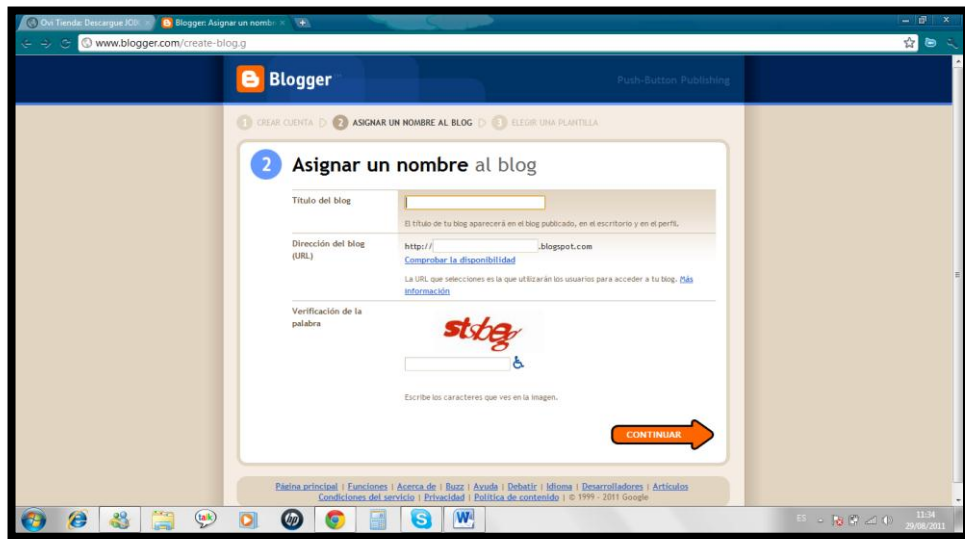 Ovi Tienda: Descargue JC
Blogger: Asignar un nombr
www.blogger.com/create-blog.g
Blogger
Push-Button Publishing
1 CREAR CUENTA 2 ASIGNAR UN NOMBRE AL BLOG 3 ELEGIR UNA PLANTILLA
2 Asignar un nombre al blog
Título del blog
El título de tu blog aparecerá en el blog publicado, en el escritorio y en el perfil.
Dirección del blog
(URL)
http:// .blogspot.com
Comprobar la disponibilidad
La URL que selecciones es la que utilizarán los usuarios para acceder a tu blog. Más
información
Verificación de la
palabra
Escribe los caracteres que ves en la imagen.
CONTINUAR
Página principal | Funciones | Acerca de | Buzz | Ayuda | Debatir | Idioma | Desarrolladores | Artículos
Condiciones del servicio | Privacidad | Política de contenido | © 1999 - 2011 Google
talk
hp
S
W
ES
11:34
29/08/2011